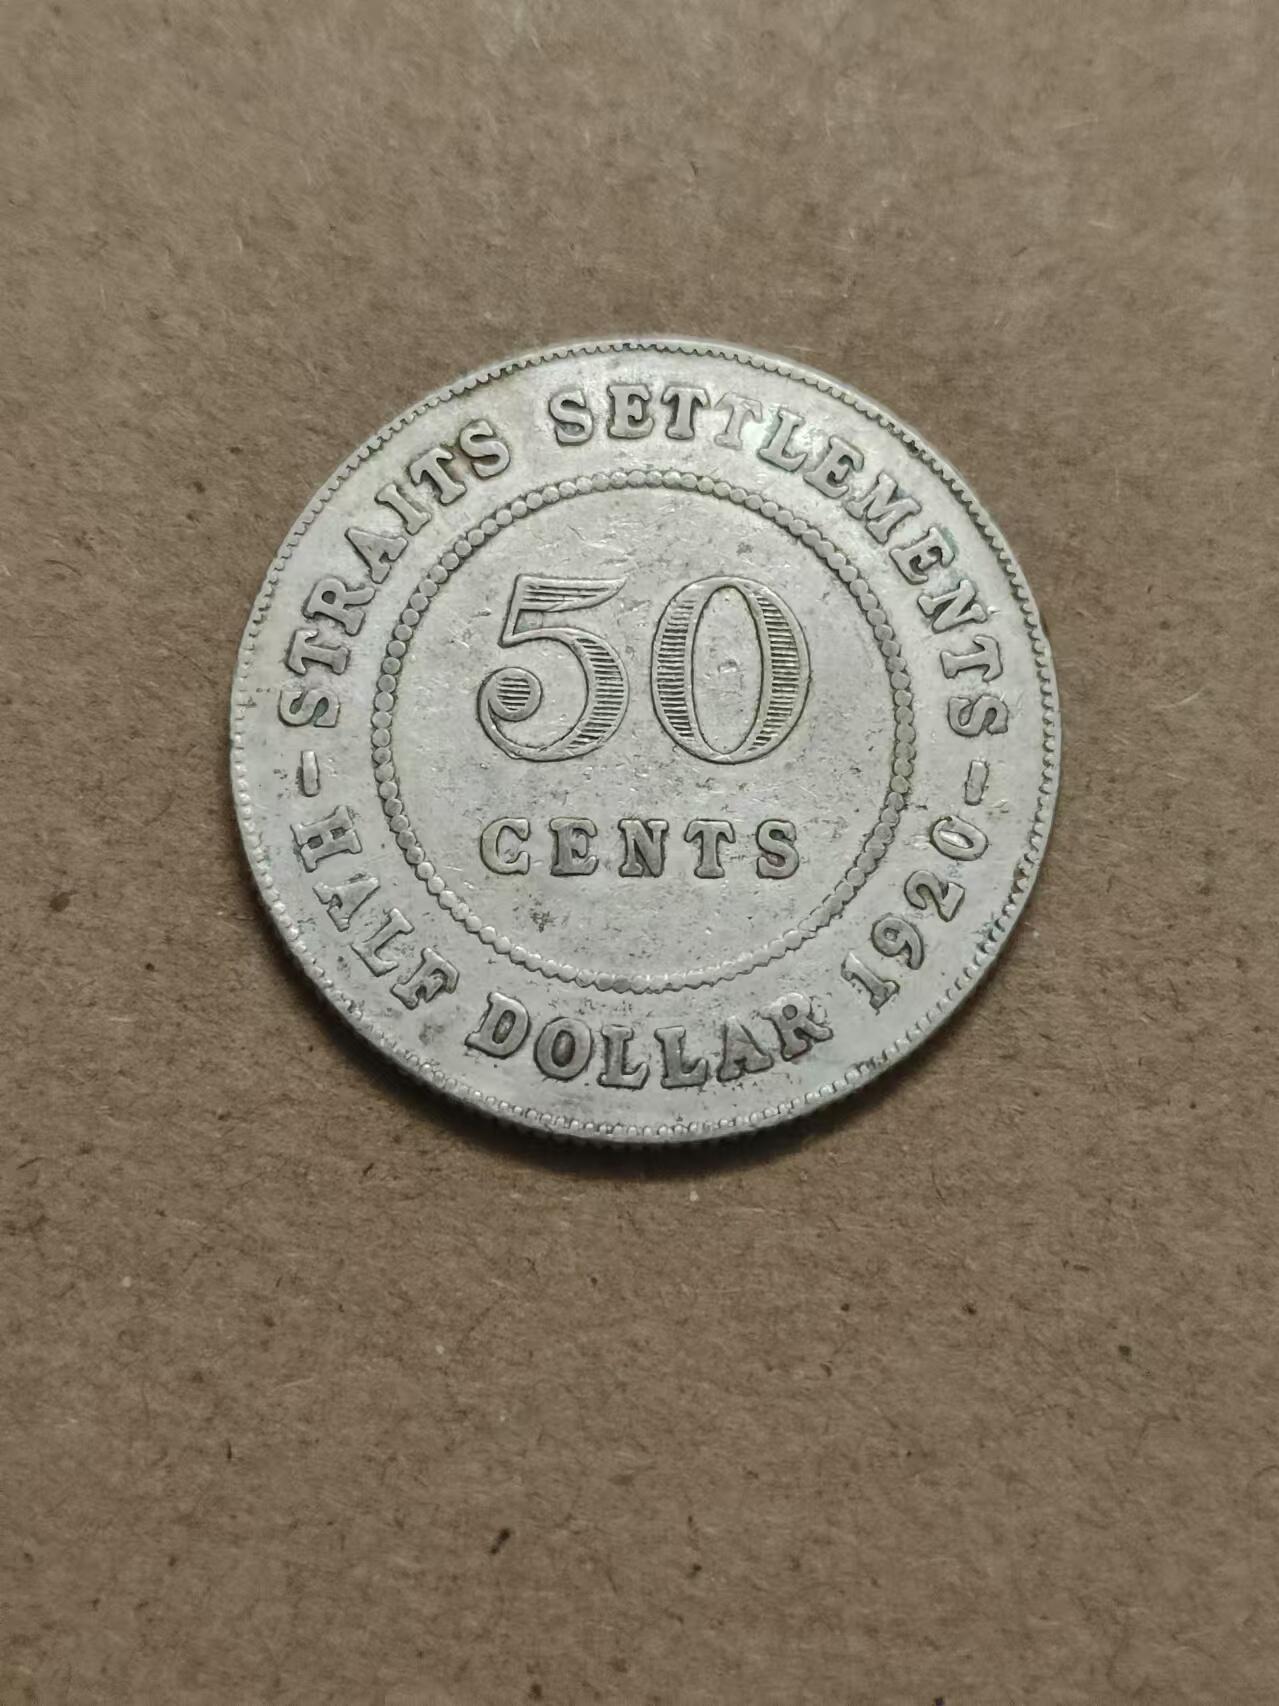 STRAITS SETTLEMENTS
50
CENTS
HALF DOLLAR 1920